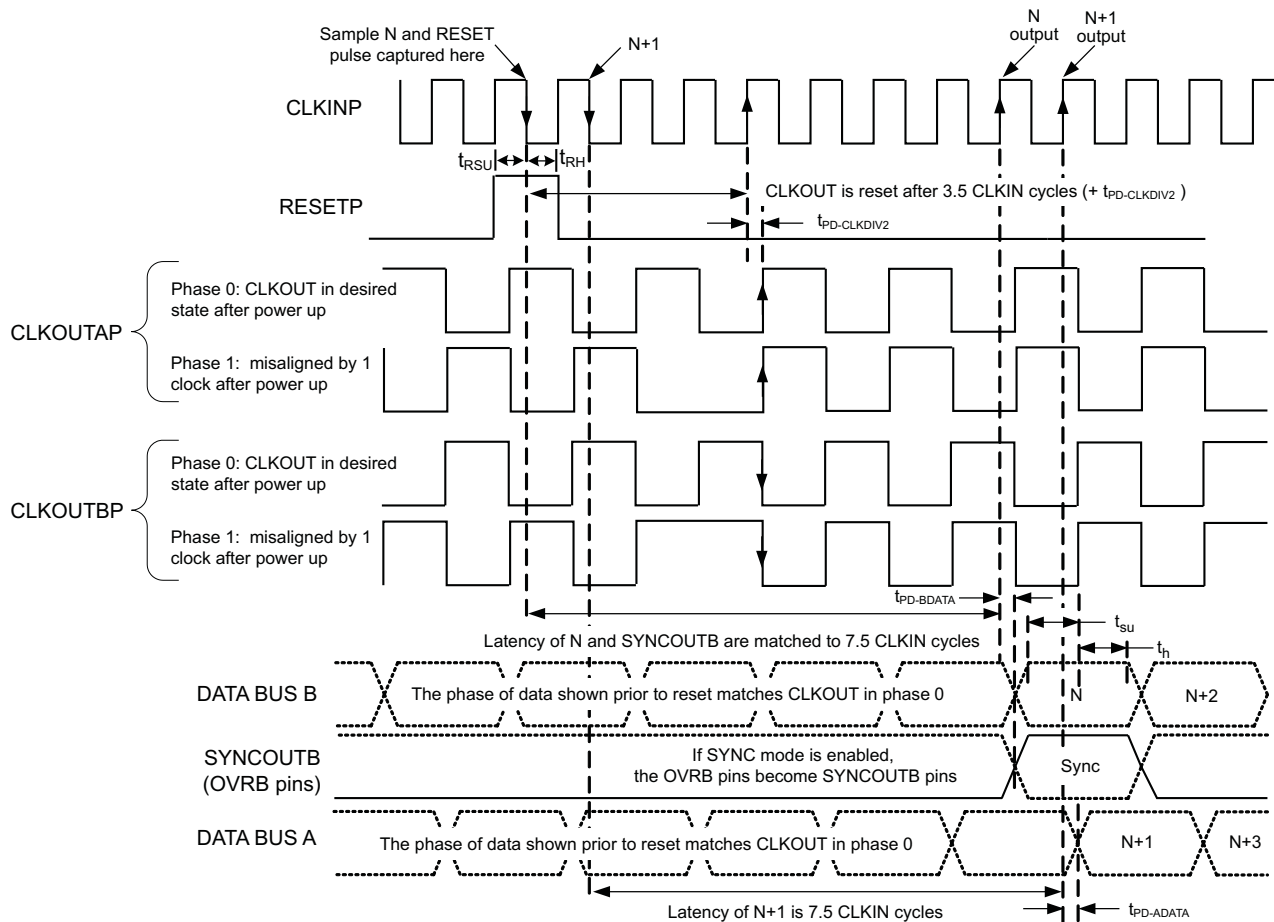 N
output
N+1
output
Sample N and RESET
pulse captured here
N+1
CLKINP
tRSU
tRH
CLKOUT is reset after 3.5 CLKIN cycles (+ tPD-CLKDIV2 )
RESETP
tPD-CLKDIV2
CLKOUTAP
Phase 0: CLKOUT in desired
state after power up
Phase 1: misaligned by 1
clock after power up
CLKOUTBP
Phase 0: CLKOUT in desired
state after power up
Phase 1: misaligned by 1
clock after power up
tPD-BDATA
tsu
th
Latency of N and SYNCOUTB are matched to 7.5 CLKIN cycles
DATA BUS B
The phase of data shown prior to reset matches CLKOUT in phase 0
N
N+2
SYNCOUTB
(OVRB pins)
If SYNC mode is enabled,
the OVRB pins become SYNCOUTB pins
Sync
DATA BUS A
The phase of data shown prior to reset matches CLKOUT in phase 0
N+1
N+3
Latency of N+1 is 7.5 CLKIN cycles
tPD-ADATA